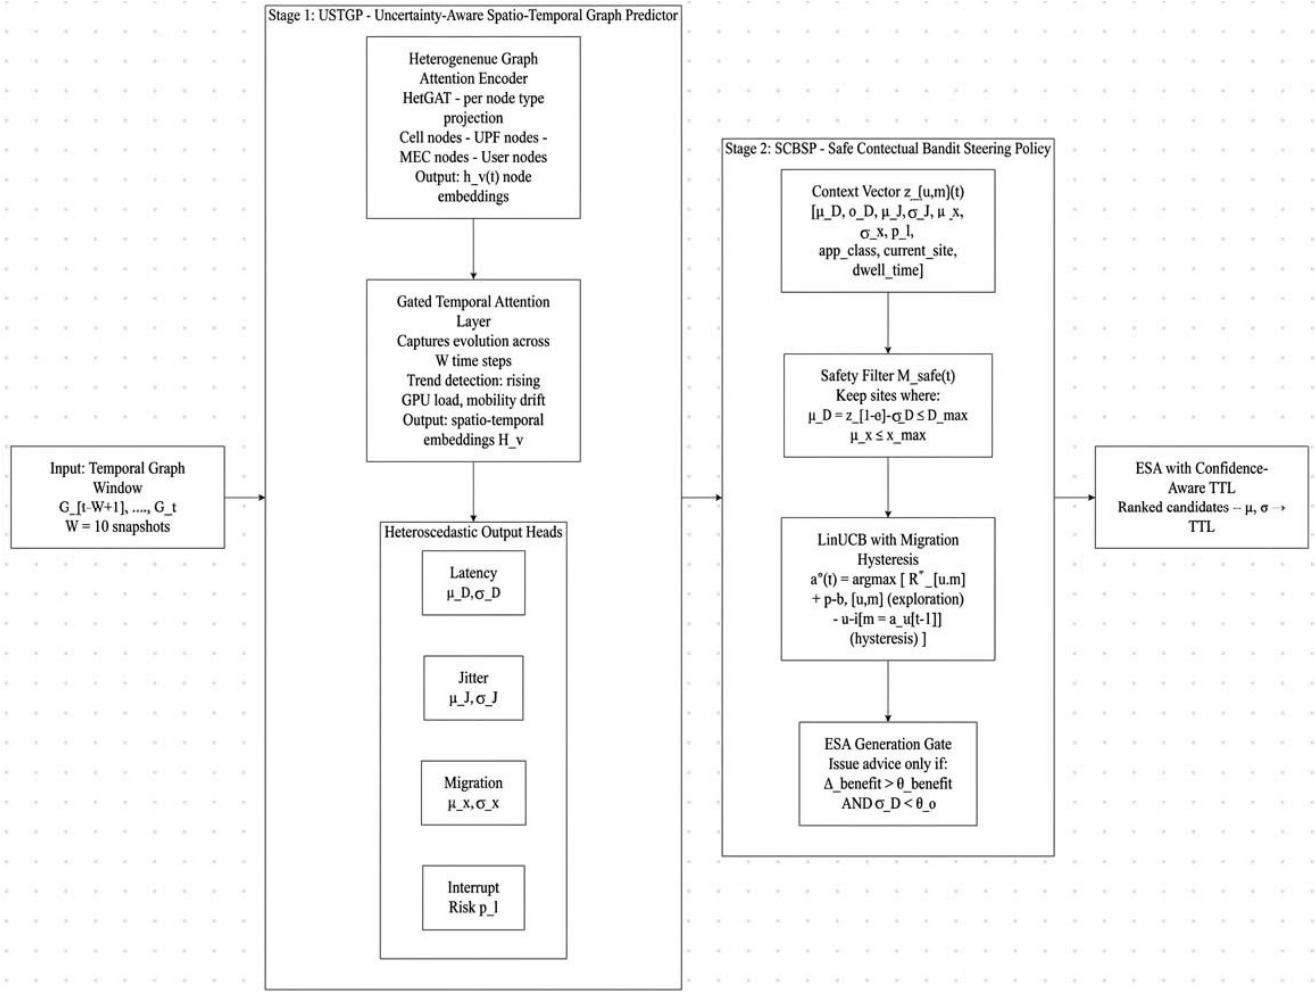 Input: Temporal Graph
Window
G_[t-W+1], ...., G_t
W = 10 snapshots
Stage 1: USTGP - Uncertainty-Aware Spatio-Temporal Graph Predictor
Heterogenenue Graph
Attention Encoder
HetGAT - per node type
projection
Cell nodes - UPF nodes -
MEC nodes - User nodes
Output: h_v(t) node
embeddings
Gated Temporal Attention
Layer
Captures evolution across
W time steps
Trend detection: rising
GPU load, mobility drift
Output: spatio-temporal
embeddings H_v
Heteroscedastic Output Heads
Latency
μ_D,σ_D
Jitter
μ_J,σ_J
Migration
μ_x,σ_x
Interrupt
Risk p_l
Stage 2: SCBSP - Safe Contectual Bandit Steering Policy
Context Vector z_(u,m)(t)
[μ_D, o_D, μ_J,σ_J, μ_x,
σ_x, p_l,
app_class, current_site,
dwell_time]
Safety Filter M_safe(t)
Keep sites where:
μ_D = z_[1-e]-σ_D ≤ D_max
μ_x ≤ x_max
LinUCB with Migration
Hysteresis
a°(t) = argmax [ R^*_[u.m]
+ p-b, [u,m] (exploration)
- u-i[m = a_u[t-1]]
(hysteresis) ]
ESA Generation Gate
Issue advice only if:
Δ_benefit > θ_benefit
AND σ_D < θ_o
ESA with Confidence-
Aware TTL
Ranked candidates -- μ, σ →
TTL